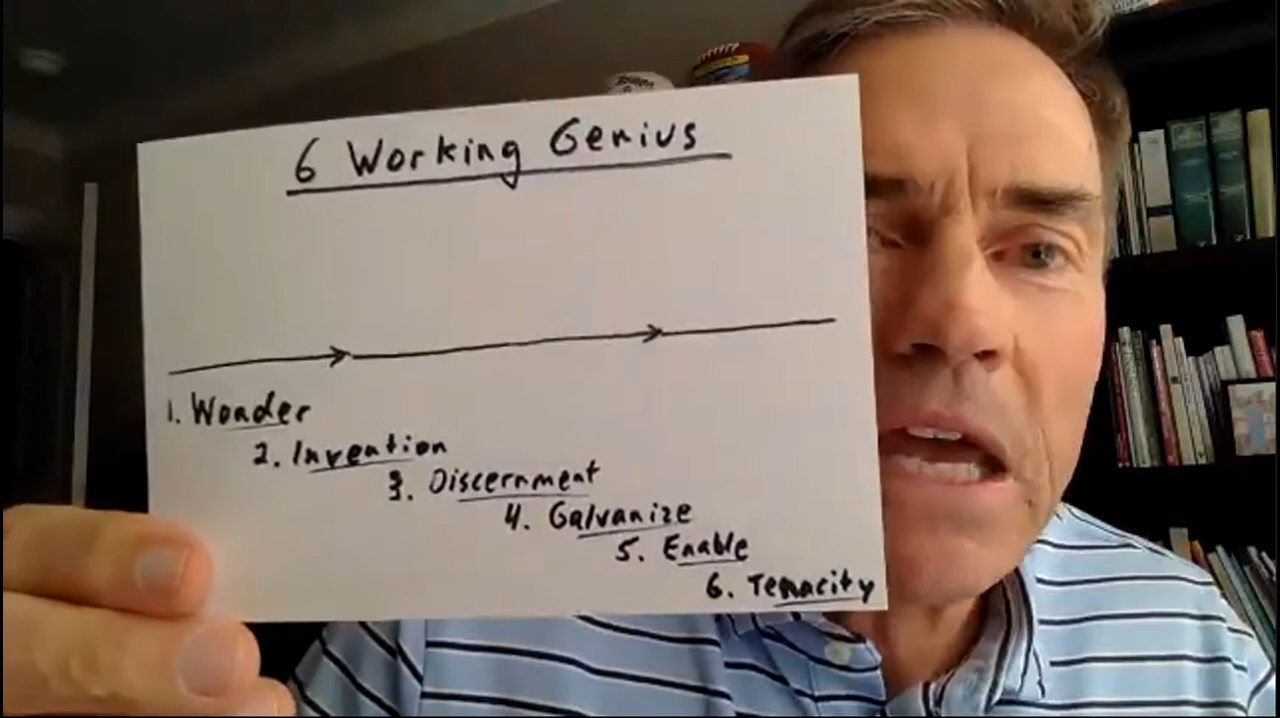 6 Working Genius
1. Wonder
2. Invention
3. Discernment
4. Galvanize
5. Enable
6. Tenacity